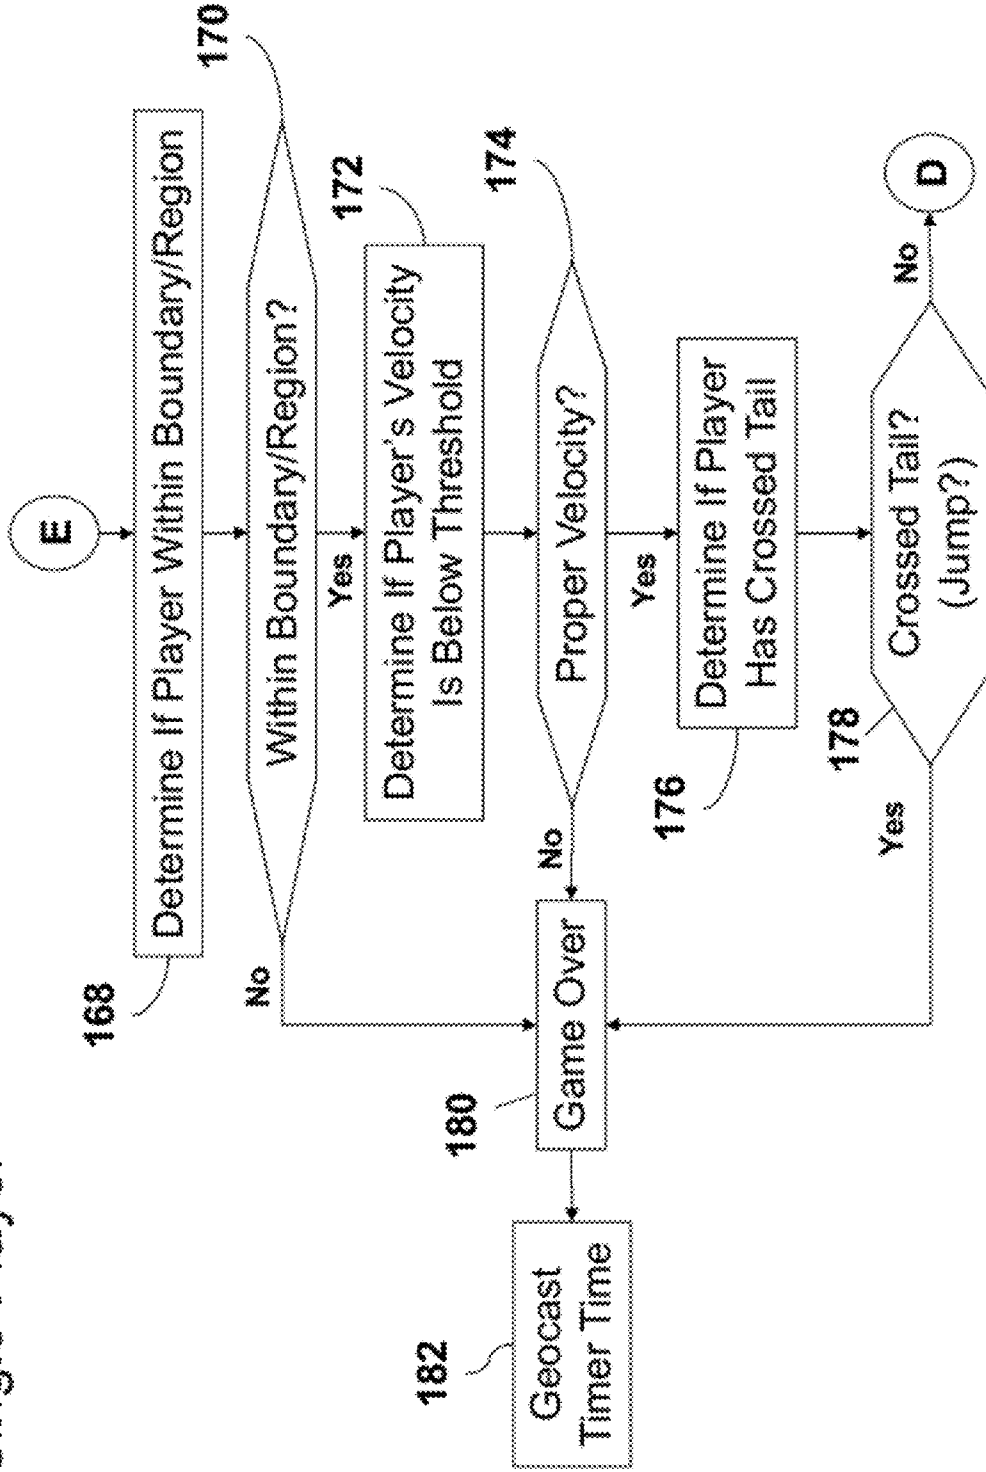 E
168
Determine If Player Within Boundary/Region
170
Within Boundary/Region?
No
Yes
172
Determine If Player's Velocity
Is Below Threshold
174
Proper Velocity?
No
Yes
176
Determine If Player
Has Crossed Tail
178
Crossed Tail?
(Jump?)
No
D
Yes
180
Game Over
182
Geocast
Timer Time